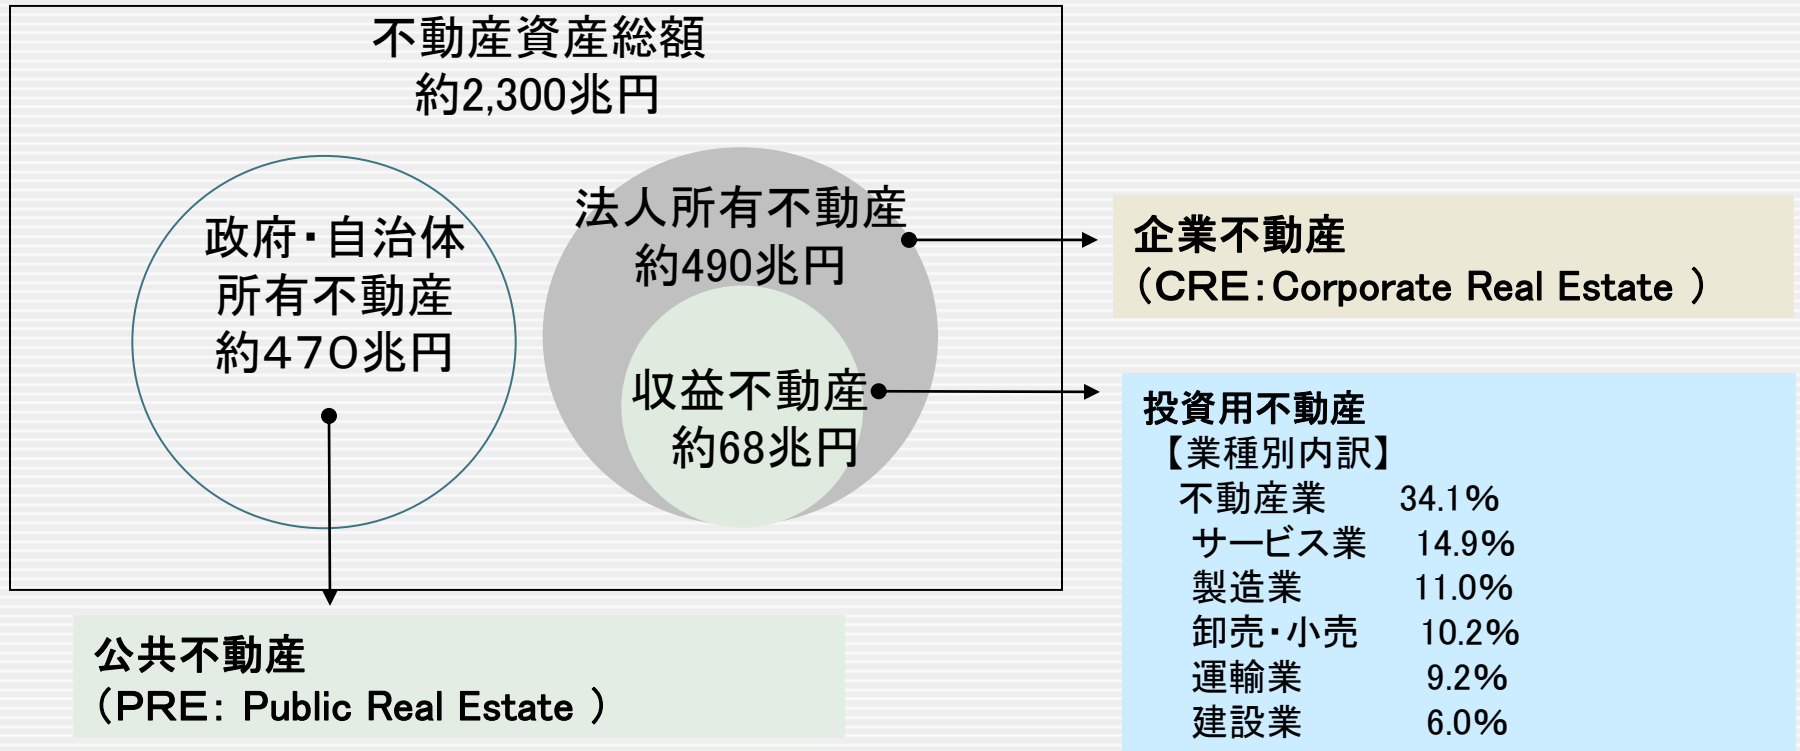 不動産資産総額
約2,300兆円
政府・自治体
所有不動産
約470兆円
法人所有不動産
約490兆円
収益不動産
約68兆円
企業不動産
（CRE：Corporate Real Estate ）
投資用不動産
【業種別内訳】
不動産業 34.1%
サービス業 14.9%
製造業 11.0%
卸売・小売 10.2%
運輸業 9.2%
建設業 6.0%
公共不動産
（PRE： Public Real Estate ）